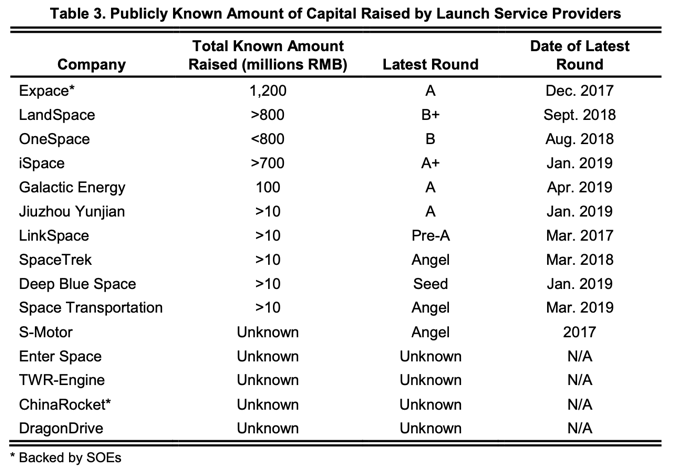 Table 3. Publicly Known Amount of Capital Raised by Launch Service Providers
Company Total Known Amount Raised (millions RMB) Latest Round Date of Latest Round
Expace* 1,200 A Dec. 2017
LandSpace >800 B+ Sept. 2018
OneSpace <800 B Aug. 2018
iSpace >700 A+ Jan. 2019
Galactic Energy 100 A Apr. 2019
Jiuzhou Yunjian >10 A Jan. 2019
LinkSpace >10 Pre-A Mar. 2017
SpaceTrek >10 Angel Mar. 2018
Deep Blue Space >10 Seed Jan. 2019
Space Transportation >10 Angel Mar. 2019
S-Motor Unknown Angel 2017
Enter Space Unknown Unknown N/A
TWR-Engine Unknown Unknown N/A
ChinaRocket* Unknown Unknown N/A
DragonDrive Unknown Unknown N/A
* Backed by SOEs